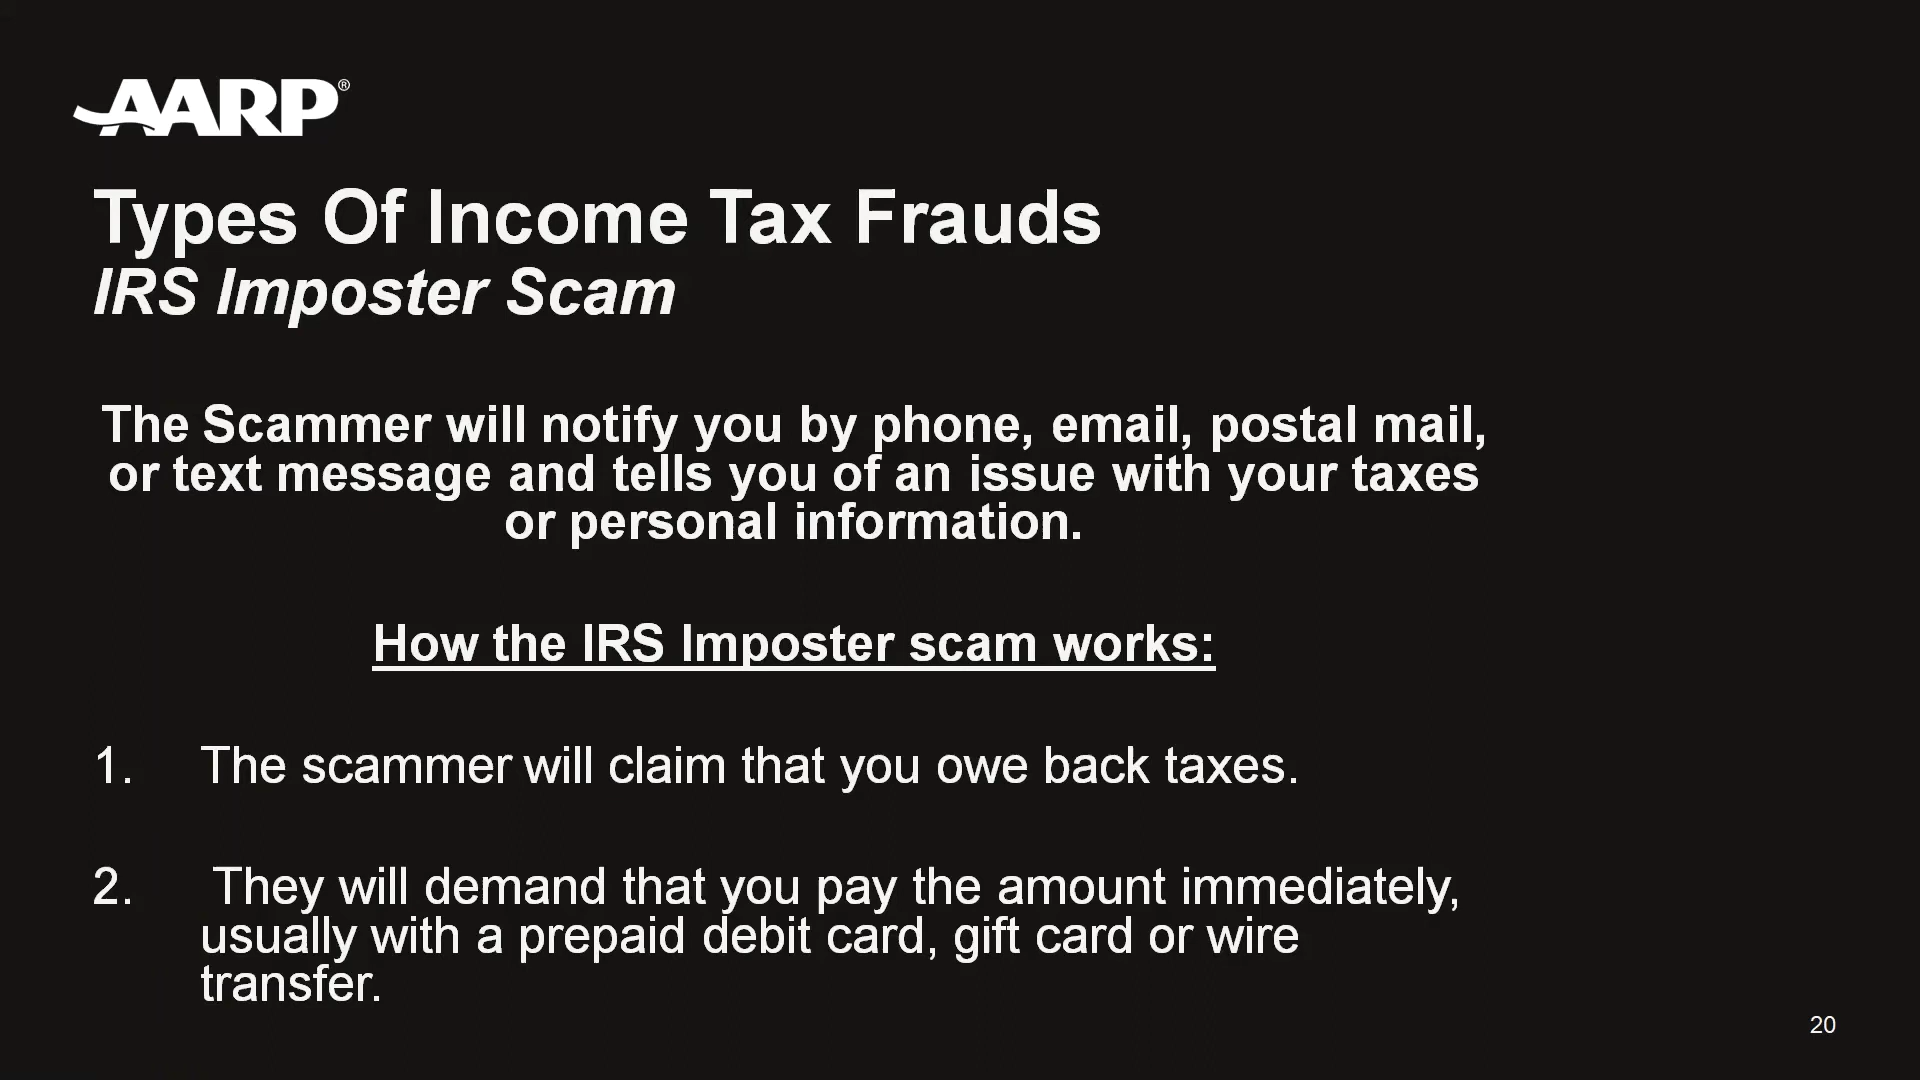 AARP®
Types Of Income Tax Frauds
IRS Imposter Scam
The Scammer will notify you by phone, email, postal mail,
or text message and tells you of an issue with your taxes
or personal information.
How the IRS Imposter scam works:
1. The scammer will claim that you owe back taxes.
2. They will demand that you pay the amount immediately,
usually with a prepaid debit card, gift card or wire
transfer.
20